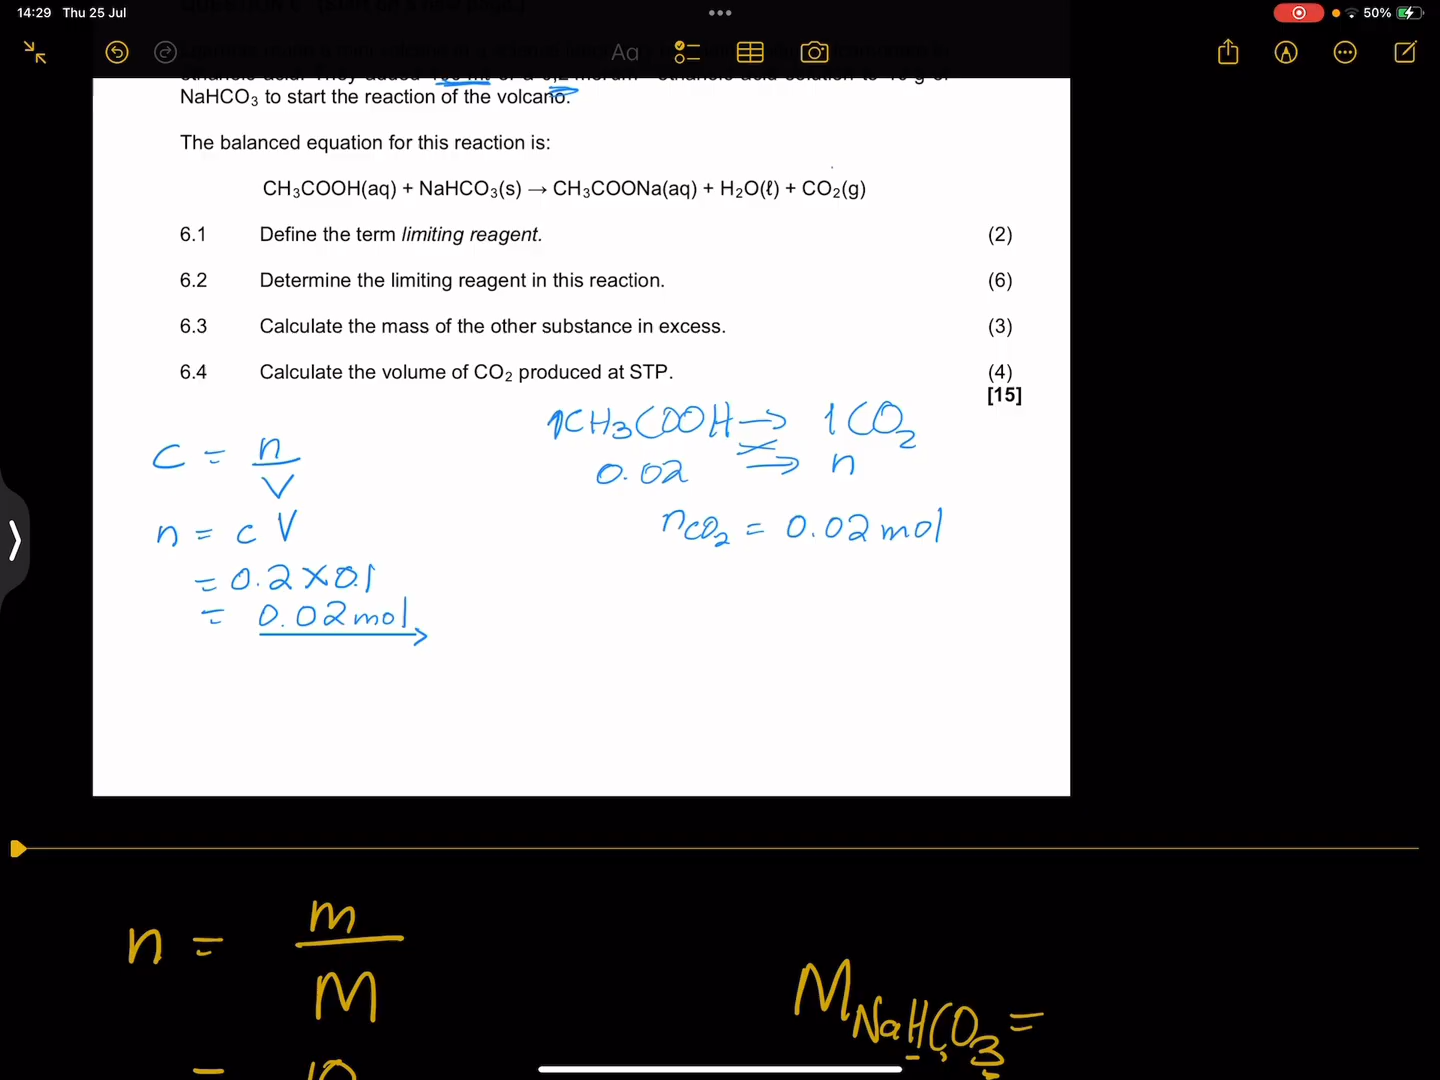 14:29 Thu 25 Jul
50%
Aa
NaHCO₃ to start the reaction of the volcano.
The balanced equation for this reaction is:
CH₃COOH(aq) + NaHCO₃(s) → CH₃COONa(aq) + H₂O(ℓ) + CO₂(g)
6.1 Define the term limiting reagent. (2)
6.2 Determine the limiting reagent in this reaction. (6)
6.3 Calculate the mass of the other substance in excess. (3)
6.4 Calculate the volume of CO₂ produced at STP. (4)
[15]
1CH₃COOH → 1CO₂
0.02 → n
nCO₂ = 0.02 mol
c = n/V
n = c V
= 0.2 × 0.1
= 0.02 mol
n = m/M
= 10
M NaHCO₃ =